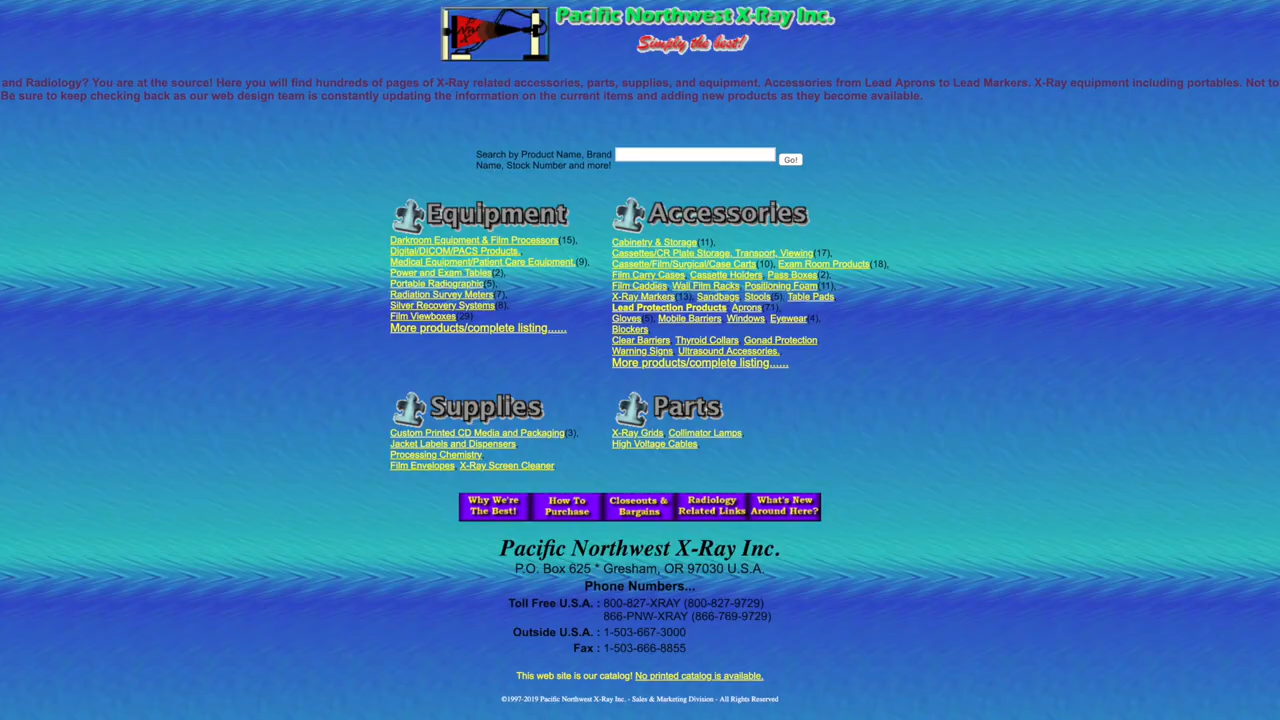 Pacific Northwest X-Ray Inc.
Simply the best!
and Radiology? You are at the source! Here you will find hundreds of pages of X-Ray related accessories, parts, supplies, and equipment. Accessories from Lead Aprons to Lead Markers. X-Ray equipment including portables. Not to
Be sure to keep checking back as our web design team is constantly updating the information on the current items and adding new products as they become available.
Search by Product Name, Brand
Name, Stock Number and more!
Go!
Equipment
Darkroom Equipment & Film Processors(15),
Digital/DICOM/PACS Products.,
Medical Equipment/Patient Care Equipment,(9),
Power and Exam Tables(2),
Portable Radiographic(5),
Radiation Survey Meters(7),
Silver Recovery Systems(8),
Film Viewboxes(29)
More products/complete listing......
Accessories
Cabinetry & Storage(11),
Cassettes/CR Plate Storage, Transport, Viewing(17),
Cassette/Film/Surgical/Case Carts(10), Exam Room Products(18),
Film Carry Cases, Cassette Holders, Pass Boxes(2),
Film Caddies, Wall Film Racks, Positioning Foam(11),
X-Ray Markers(13), Sandbags, Stools(5), Table Pads,
Lead Protection Products, Aprons(71),
Gloves(5), Mobile Barriers, Windows, Eyewear(4),
Blockers,
Clear Barriers, Thyroid Collars, Gonad Protection
Warning Signs, Ultrasound Accessories.
More products/complete listing......
Supplies
Custom Printed CD Media and Packaging(3),
Jacket Labels and Dispensers,
Processing Chemistry,
Film Envelopes, X-Ray Screen Cleaner
Parts
X-Ray Grids, Collimator Lamps,
High Voltage Cables,
Why We're The Best!
How To Purchase
Closeouts & Bargains
Radiology Related Links
What's New Around Here?
Pacific Northwest X-Ray Inc.
P.O. Box 625 * Gresham, OR 97030 U.S.A.
Phone Numbers...
Toll Free U.S.A. : 800-827-XRAY (800-827-9729)
866-PNW-XRAY (866-769-9729)
Outside U.S.A. : 1-503-667-3000
Fax : 1-503-666-8855
This web site is our catalog! No printed catalog is available.
©1997-2019 Pacific Northwest X-Ray Inc. - Sales & Marketing Division - All Rights Reserved